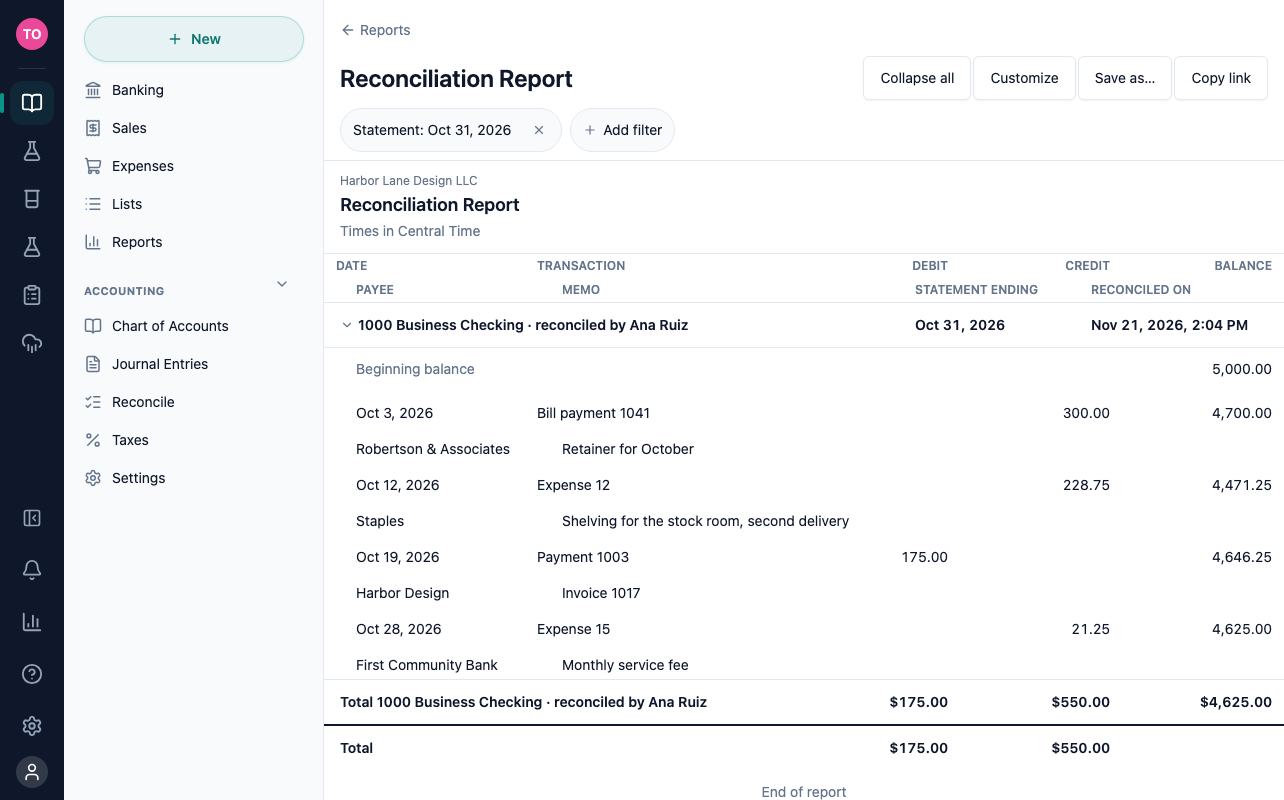 TO
New
Banking
Sales
Expenses
Lists
Reports
ACCOUNTING
Chart of Accounts
Journal Entries
Reconcile
Taxes
Settings
Reports
Reconciliation Report
Collapse all Customize Save as... Copy link
Statement: Oct 31, 2026 Add filter
Harbor Lane Design LLC
Reconciliation Report
Times in Central Time
DATE TRANSACTION DEBIT CREDIT BALANCE
PAYEE MEMO STATEMENT ENDING RECONCILED ON
1000 Business Checking · reconciled by Ana Ruiz Oct 31, 2026 Nov 21, 2026, 2:04 PM
Beginning balance 5,000.00
Oct 3, 2026 Bill payment 1041 300.00 4,700.00
Robertson & Associates Retainer for October
Oct 12, 2026 Expense 12 228.75 4,471.25
Staples Shelving for the stock room, second delivery
Oct 19, 2026 Payment 1003 175.00 4,646.25
Harbor Design Invoice 1017
Oct 28, 2026 Expense 15 21.25 4,625.00
First Community Bank Monthly service fee
Total 1000 Business Checking · reconciled by Ana Ruiz $175.00 $550.00 $4,625.00
Total $175.00 $550.00
End of report